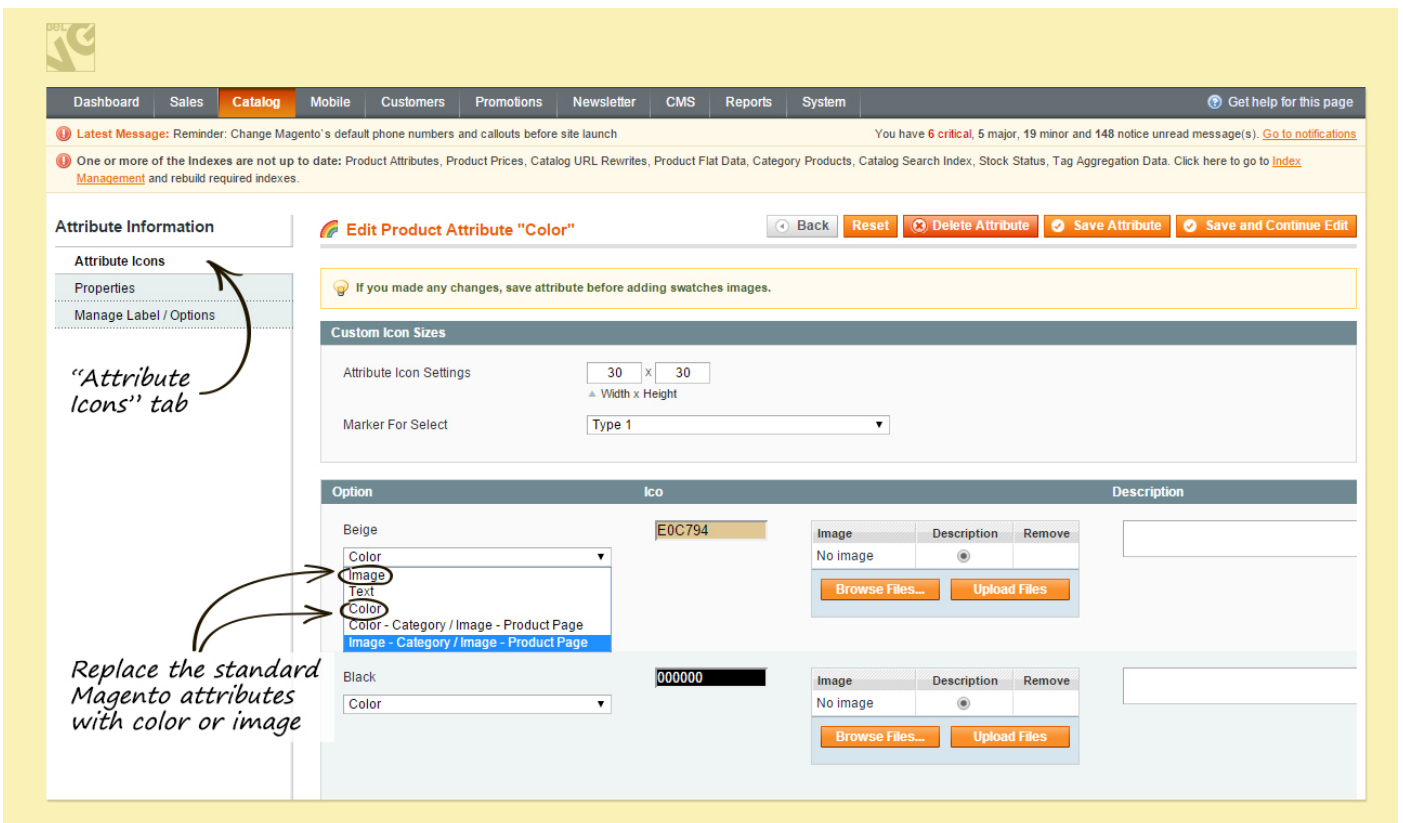 bel
VG
Dashboard Sales Catalog Mobile Customers Promotions Newsletter CMS Reports System Get help for this page
Latest Message: Reminder: Change Magento`s default phone numbers and callouts before site launch You have 6 critical, 5 major, 19 minor and 148 notice unread message(s). Go to notifications
One or more of the Indexes are not up to date: Product Attributes, Product Prices, Catalog URL Rewrites, Product Flat Data, Category Products, Catalog Search Index, Stock Status, Tag Aggregation Data. Click here to go to Index
Management and rebuild required indexes.
Attribute Information
Attribute Icons
Properties
Manage Label / Options
"Attribute
Icons" tab
Edit Product Attribute "Color" Back Reset Delete Attribute Save Attribute Save and Continue Edit
If you made any changes, save attribute before adding swatches images.
Custom Icon Sizes
Attribute Icon Settings 30 x 30
Width x Height
Marker For Select Type 1
Option Ico Description
Beige E0C794 Image Description Remove
Color No image
Image
Text
Color
Color - Category / Image - Product Page
Image - Category / Image - Product Page
Browse Files... Upload Files
Replace the standard
Magento attributes
with color or image
Black 000000 Image Description Remove
Color No image
Browse Files... Upload Files